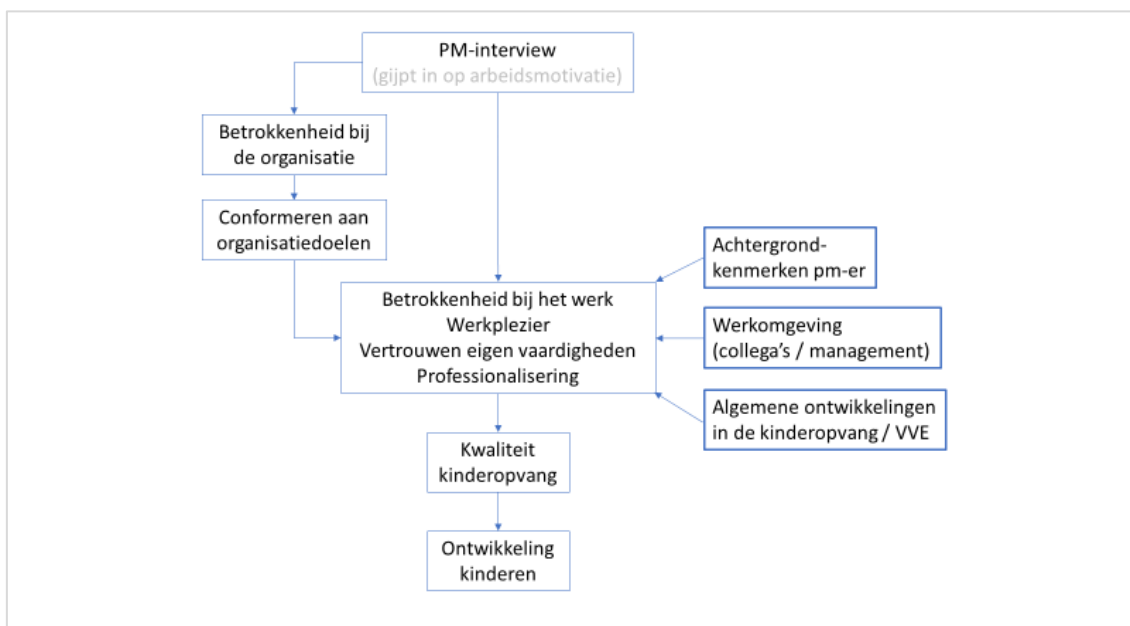 PM-interview
(gijpt in op arbeidsmotivatie)
Betrokkenheid bij
de organisatie
Conformeren aan
organisatiedoelen
Achtergrond-
kenmerken pm-er
Betrokkenheid bij het werk
Werkplezier
Vertrouwen eigen vaardigheden
Professionalisering
Werkomgeving
(collega's / management)
Algemene ontwikkelingen
in de kinderopvang / VVE
Kwaliteit
kinderopvang
Ontwikkeling
kinderen